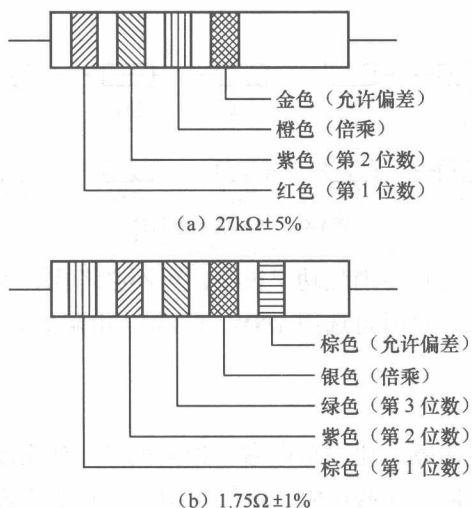 金色（允许偏差）
橙色（倍乘）
紫色（第2位数）
红色（第1位数）
（a）27kΩ±5%
棕色（允许偏差）
银色（倍乘）
绿色（第3位数）
紫色（第2位数）
棕色（第1位数）
（b）1.75Ω±1%